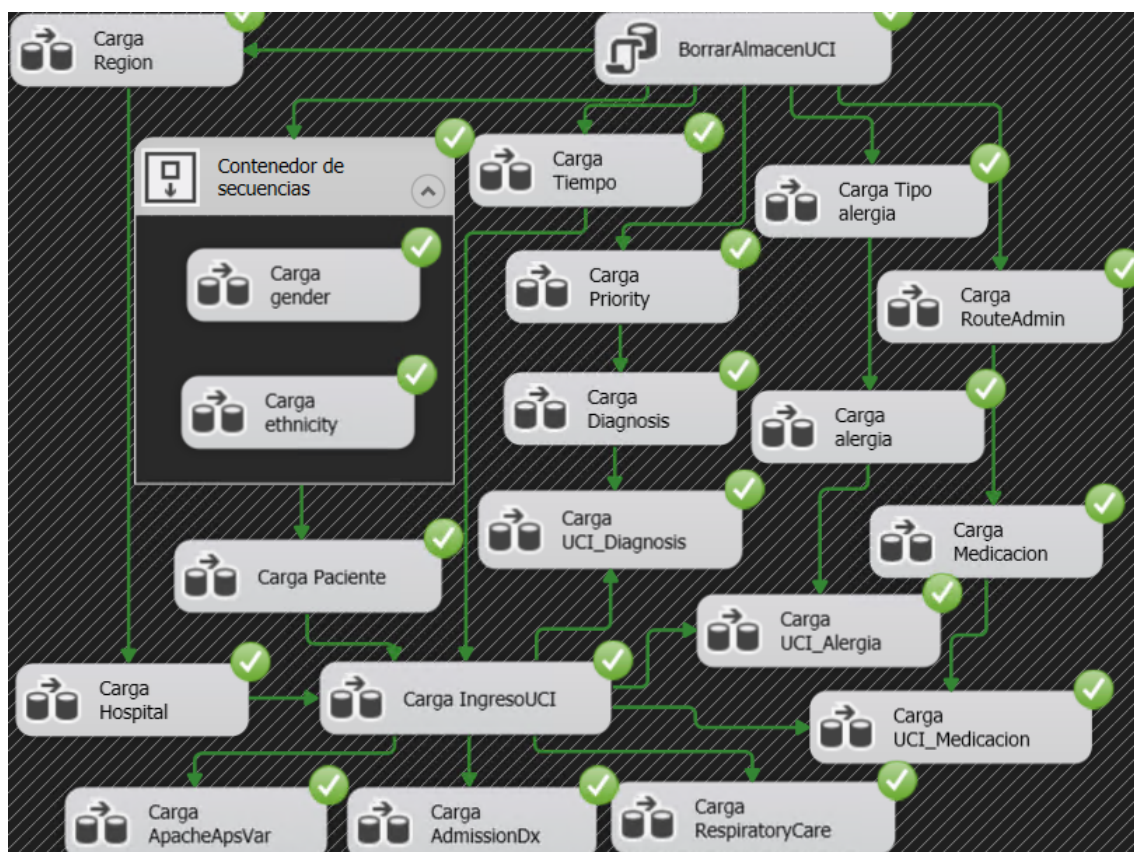 Carga
Region
BorrarAlmacenUCI
Contenedor de
secuencias
Carga
Tiempo
Carga Tipo
alergia
Carga
gender
Carga
Priority
Carga
RouteAdmin
Carga
ethnicity
Carga
Diagnosis
Carga
alergia
Carga
UCI_Diagnosis
Carga
Medicacion
Carga Paciente
Carga
UCI_Alergia
Carga
Hospital
Carga IngresoUCI
Carga
UCI_Medicacion
Carga
ApacheApsVar
Carga
AdmissionDx
Carga
RespiratoryCare